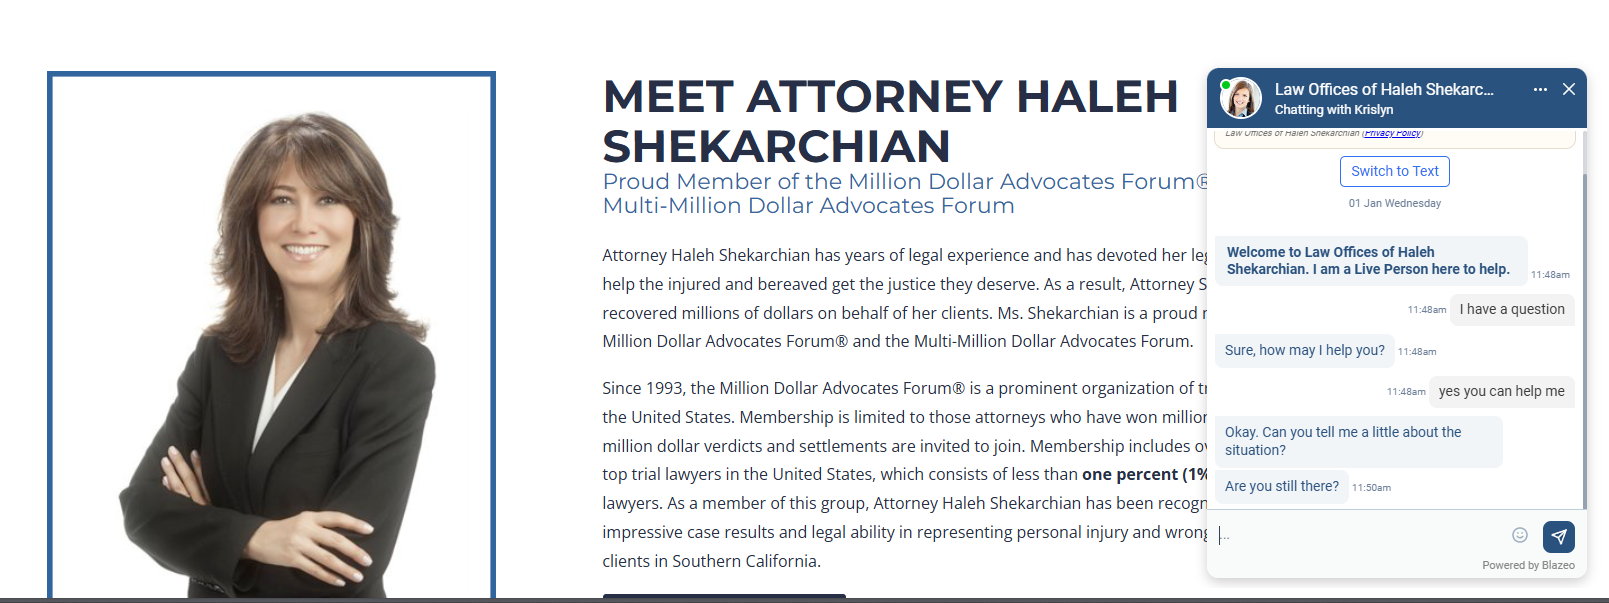 MEET ATTORNEY HALEH
SHEKARCHIAN
Proud Member of the Million Dollar Advocates Forum®
Multi-Million Dollar Advocates Forum
Attorney Haleh Shekarchian has years of legal experience and has devoted her
help the injured and bereaved get the justice they deserve. As a result, Attorney
recovered millions of dollars on behalf of her clients. Ms. Shekarchian is a proud
Million Dollar Advocates Forum® and the Multi-Million Dollar Advocates Forum.
Since 1993, the Million Dollar Advocates Forum® is a prominent organization of
the United States. Membership is limited to those attorneys who have won
million dollar verdicts and settlements are invited to join. Membership includes
top trial lawyers in the United States, which consists of less than one percent (1%
lawyers. As a member of this group, Attorney Haleh Shekarchian has been
impressive case results and legal ability in representing personal injury and
clients in Southern California.
Law Offices of Haleh Shekarc...
Chatting with Krislyn
Law Offices of Haleh Shekarchian (Privacy Policy)
Switch to Text
01 Jan Wednesday
Welcome to Law Offices of Haleh
Shekarchian. I am a Live Person here to help.
11:48am
11:48am I have a question
Sure, how may I help you? 11:48am
11:48am yes you can help me
Okay. Can you tell me a little about the
situation?
Are you still there? 11:50am
...
Powered by Blazeo